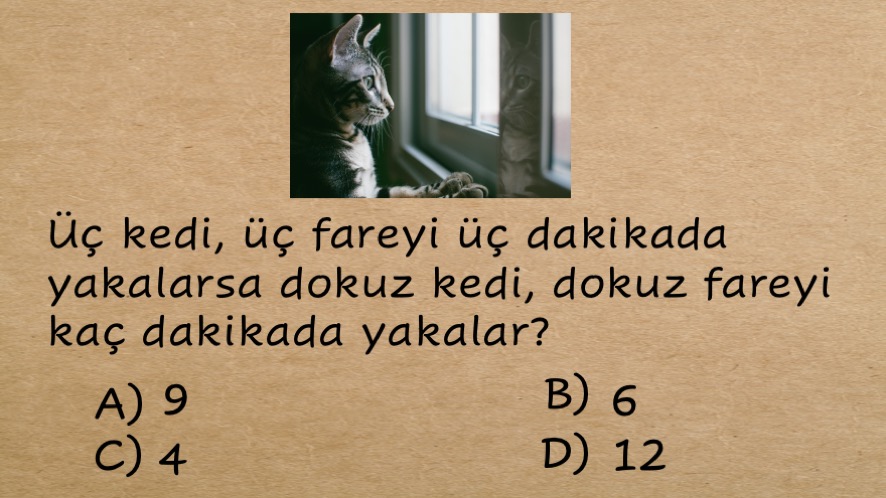 Üç kedi, üç fareyi üç dakikada
yakalarsa dokuz kedi, dokuz fareyi
kaç dakikada yakalar?
A) 9 B) 6
C) 4 D) 12